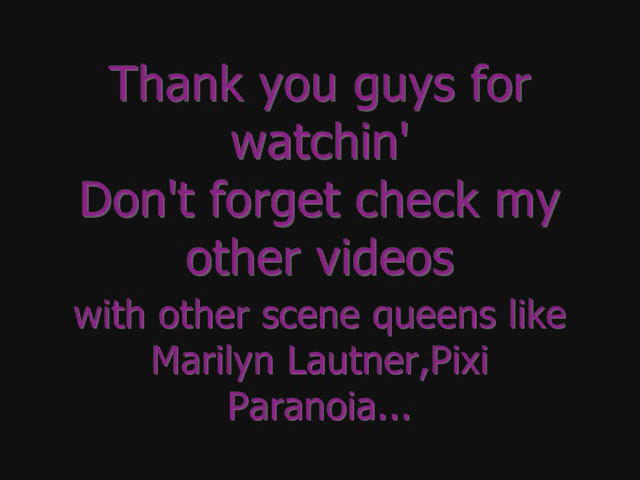 Thank you guys for
watchin'
Don't forget check my
other videos
with other scene queens like
Marilyn Lautner,Pixi
Paranoia...